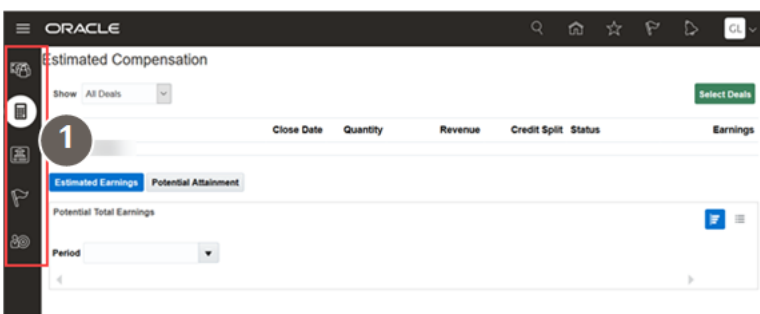 ORACLE
GL
Estimated Compensation
Show All Deals
Select Deals
1
Close Date Quantity Revenue Credit Split Status Earnings
Estimated Earnings Potential Attainment
Potential Total Earnings
Period